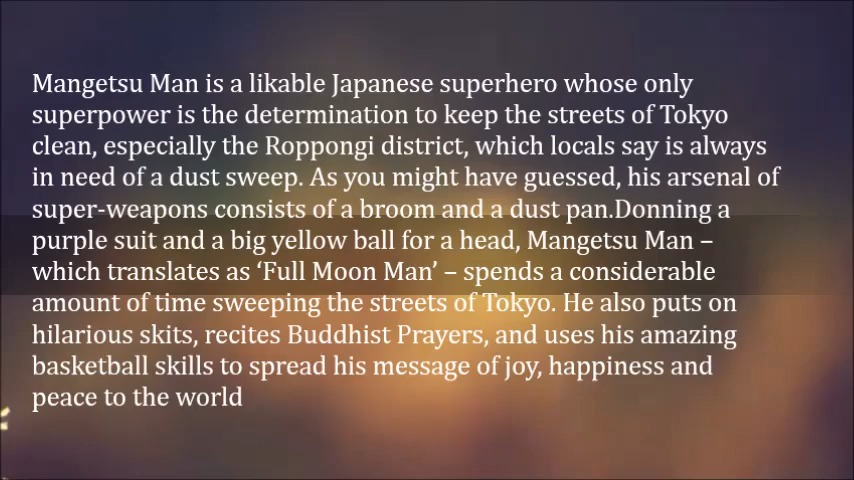 Mangetsu Man is a likable Japanese superhero whose only
superpower is the determination to keep the streets of Tokyo
clean, especially the Roppongi district, which locals say is always
in need of a dust sweep. As you might have guessed, his arsenal of
super-weapons consists of a broom and a dust pan.Donning a
purple suit and a big yellow ball for a head, Mangetsu Man –
which translates as ‘Full Moon Man’ – spends a considerable
amount of time sweeping the streets of Tokyo. He also puts on
hilarious skits, recites Buddhist Prayers, and uses his amazing
basketball skills to spread his message of joy, happiness and
peace to the world